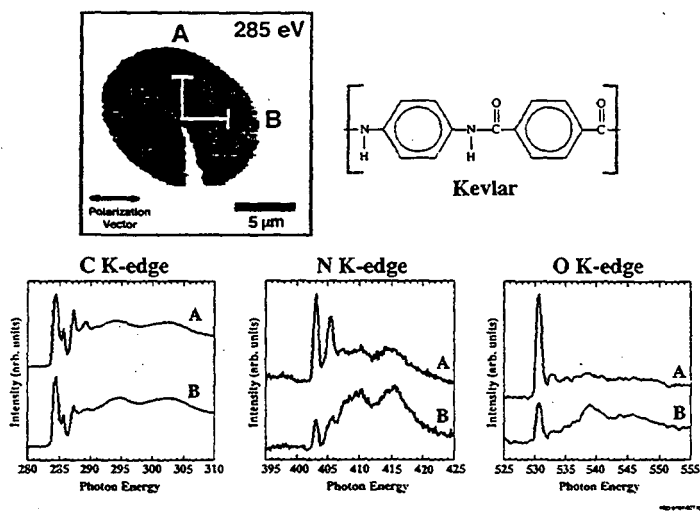 285 eV
A
B
Polarization
Vector
5 µm
O
O
N
H
N
H
C
C
Kevlar
C K-edge
Intensity (arb. units)
A
B
280 285 290 295 300 305 310
Photon Energy
N K-edge
Intensity (arb. units)
A
B
395 400 405 410 415 420 425
Photon Energy
O K-edge
Intensity (arb. units)
A
B
525 530 535 540 545 550 555
Photon Energy